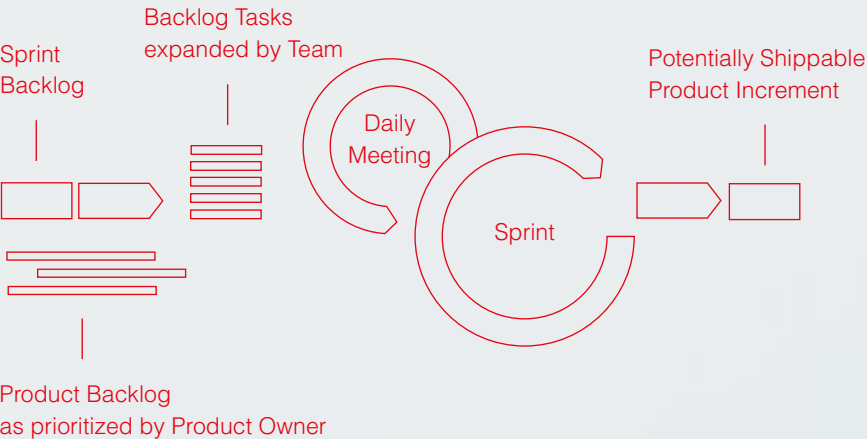 Backlog Tasks
expanded by Team
Sprint
Backlog
Potentially Shippable
Product Increment
Daily
Meeting
Sprint
Product Backlog
as prioritized by Product Owner